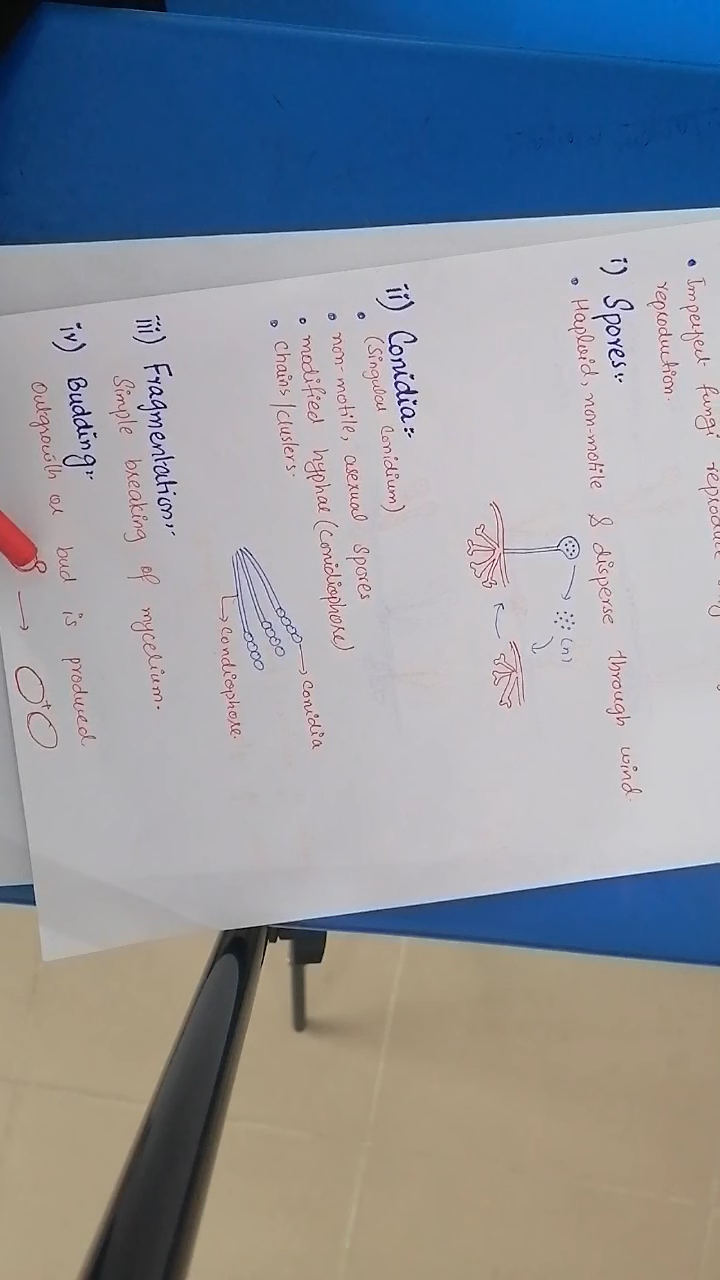 • Imperfect fungi reproduce
reproduction.
i) Spores:-
• Haploid, non-motile & disperse through wind.
(n)
ii) Conidia:-
• (Singular Conidium)
• non-motile, asexual spores
• modified hyphae (Conidiophore)
• Chains/clusters.
→ conidia
→ condiophore.
iii) Fragmentation:-
Simple breaking of mycelium.
iv) Budding:-
Outgrowth or bud is produced